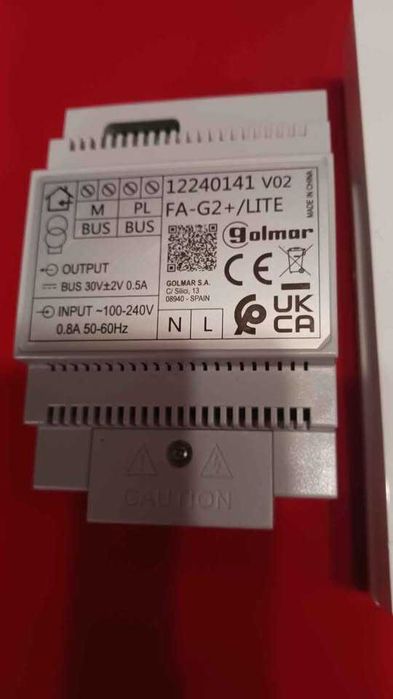 12240141 V02
FA-G2+/LITE
MADE IN CHINA
M PL
BUS BUS
golmar
OUTPUT
BUS 30V±2V 0.5A
GOLMAR S.A.
C/ Silici, 13
08940 - SPAIN
CE
INPUT ~100-240V
0.8A 50-60Hz
N L
UK
CA
CAUTION